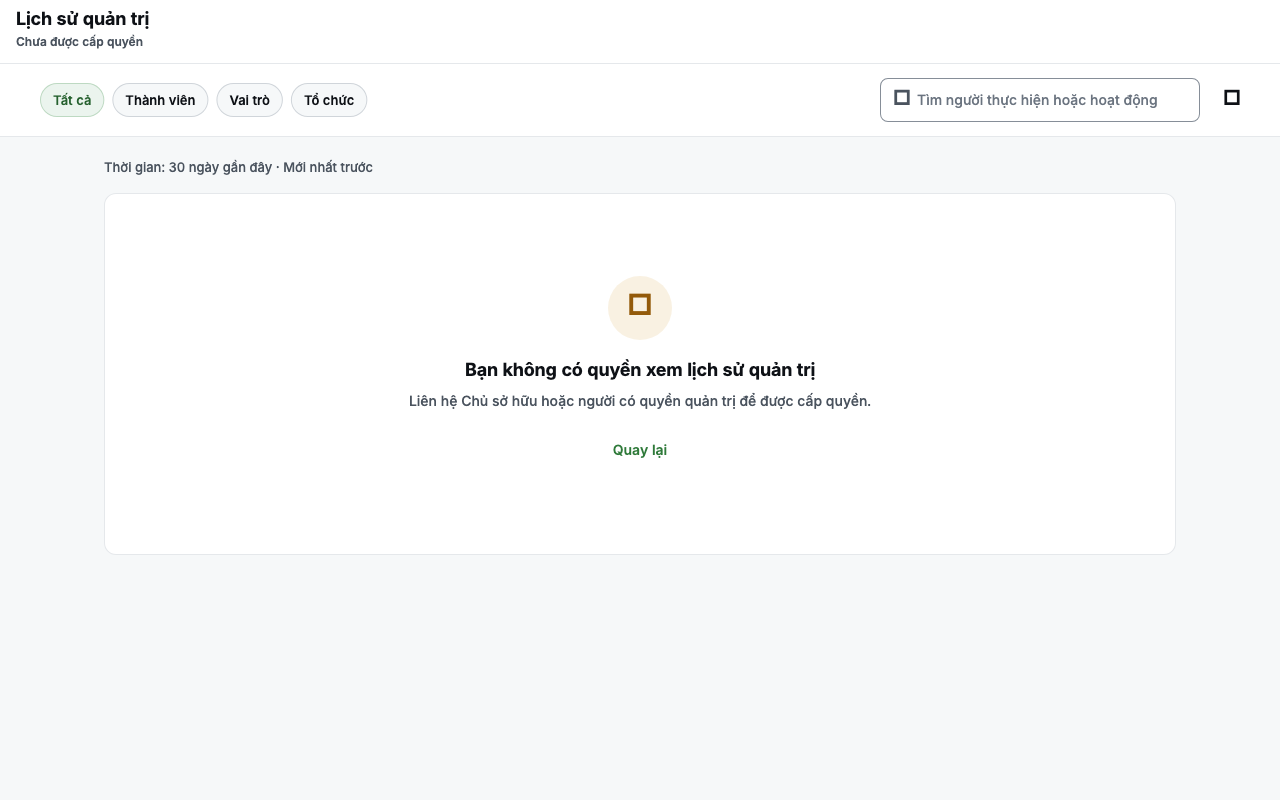 Lịch sử quản trị
Chưa được cấp quyền
Tất cả
Thành viên
Vai trò
Tổ chức
Tìm người thực hiện hoặc hoạt động
Thời gian: 30 ngày gần đây · Mới nhất trước
Bạn không có quyền xem lịch sử quản trị
Liên hệ Chủ sở hữu hoặc người có quyền quản trị để được cấp quyền.
Quay lại